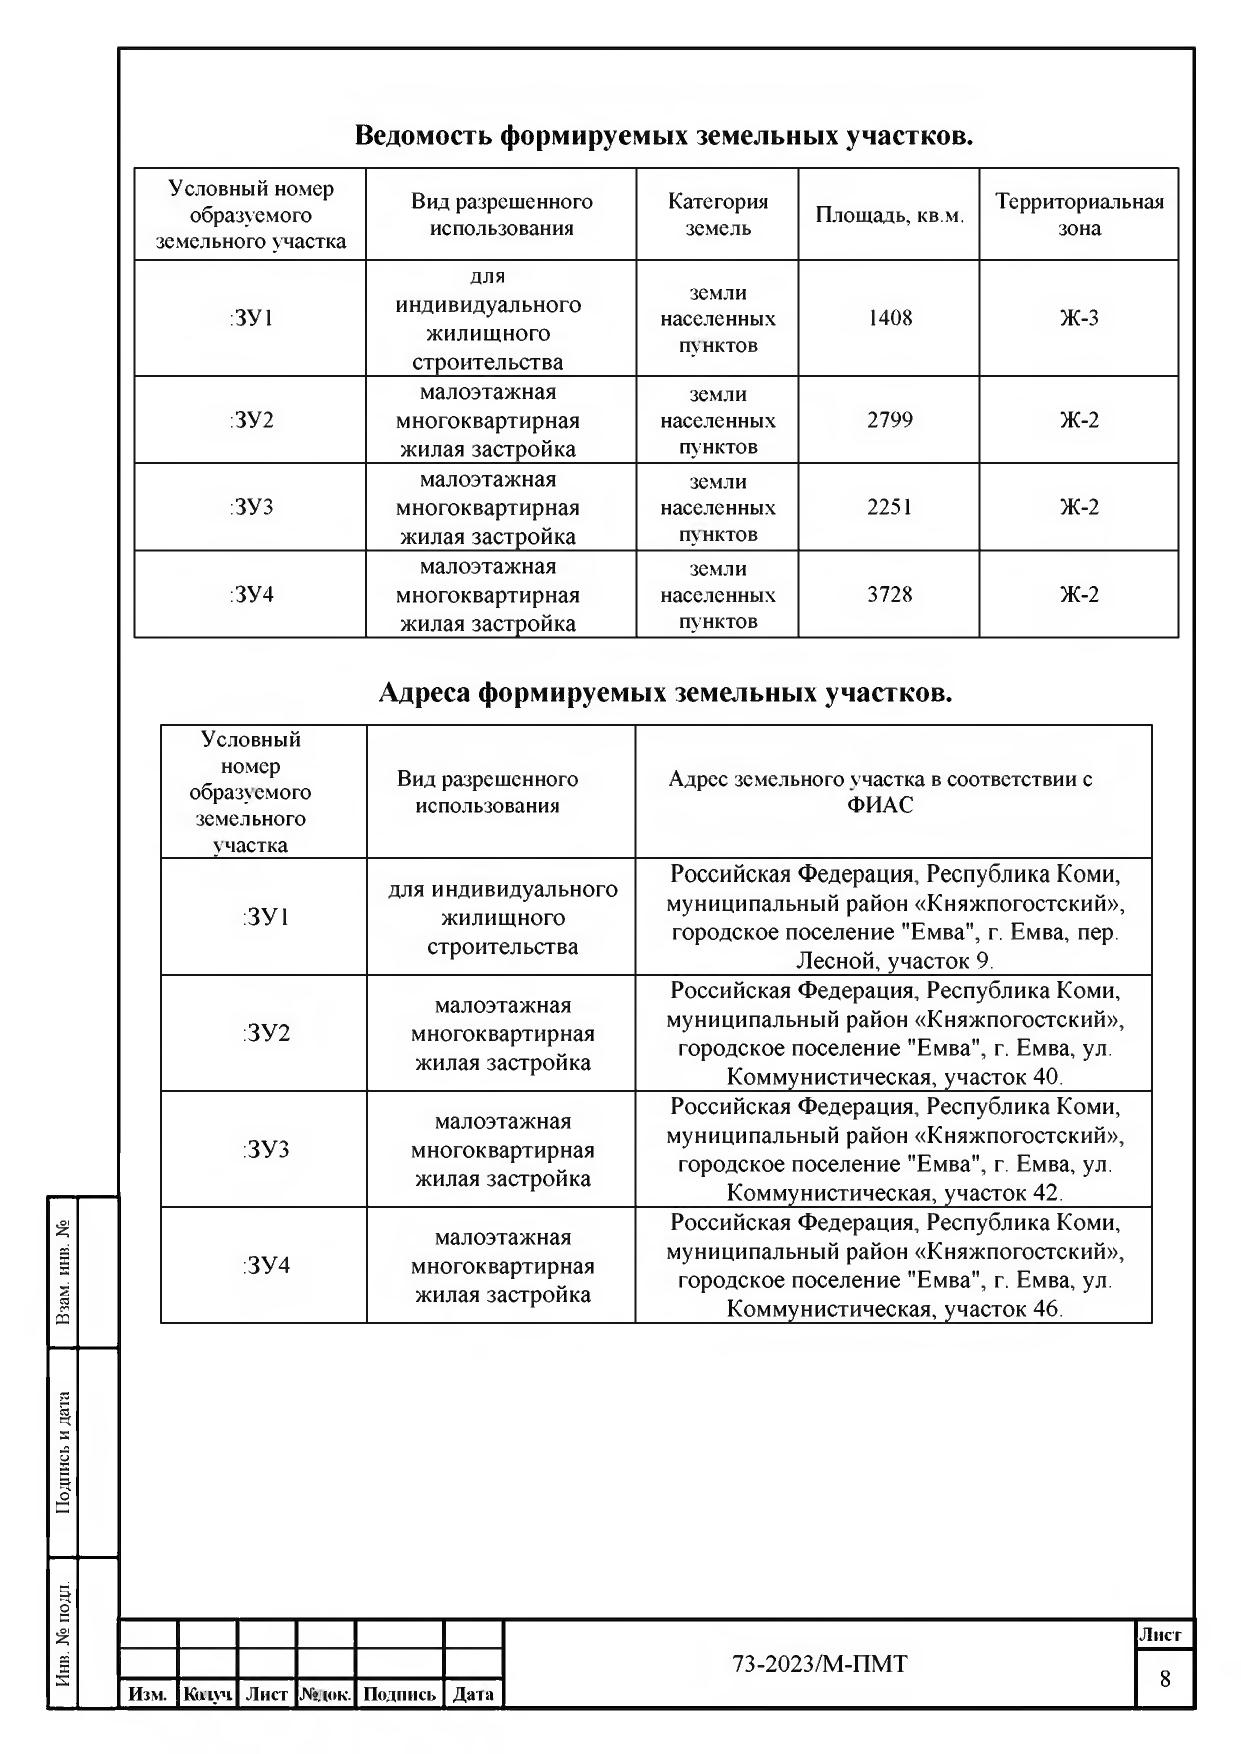 Ведомость формируемых земельных участков.
Условный номер
образуемого
земельного участка
Вид разрешенного
использования
Категория
земель
Площадь, кв.м.
Территориальная
зона
:ЗУ1
для
индивидуального
жилищного
строительства
земли
населенных
пунктов
1408
Ж-3
:ЗУ2
малоэтажная
многоквартирная
жилая застройка
земли
населенных
пунктов
2799
Ж-2
:ЗУ3
малоэтажная
многоквартирная
жилая застройка
земли
населенных
пунктов
2251
Ж-2
:ЗУ4
малоэтажная
многоквартирная
жилая застройка
земли
населенных
пунктов
3728
Ж-2
Адреса формируемых земельных участков.
Условный
номер
образуемого
земельного
участка
Вид разрешенного
использования
Адрес земельного участка в соответствии с
ФИАС
:ЗУ1
для индивидуального
жилищного
строительства
Российская Федерация, Республика Коми,
муниципальный район «Княжпогостский»,
городское поселение "Емва", г. Емва, пер.
Лесной, участок 9.
:ЗУ2
малоэтажная
многоквартирная
жилая застройка
Российская Федерация, Республика Коми,
муниципальный район «Княжпогостский»,
городское поселение "Емва", г. Емва, ул.
Коммунистическая, участок 40.
:ЗУ3
малоэтажная
многоквартирная
жилая застройка
Российская Федерация, Республика Коми,
муниципальный район «Княжпогостский»,
городское поселение "Емва", г. Емва, ул.
Коммунистическая, участок 42.
:ЗУ4
малоэтажная
многоквартирная
жилая застройка
Российская Федерация, Республика Коми,
муниципальный район «Княжпогостский»,
городское поселение "Емва", г. Емва, ул.
Коммунистическая, участок 46.
Взам. инв. №
Подпись и дата
Инв. № подл.
Изм.
Кол.уч.
Лист
№док.
Подпись
Дата
73-2023/М-ПМТ
Лист
8